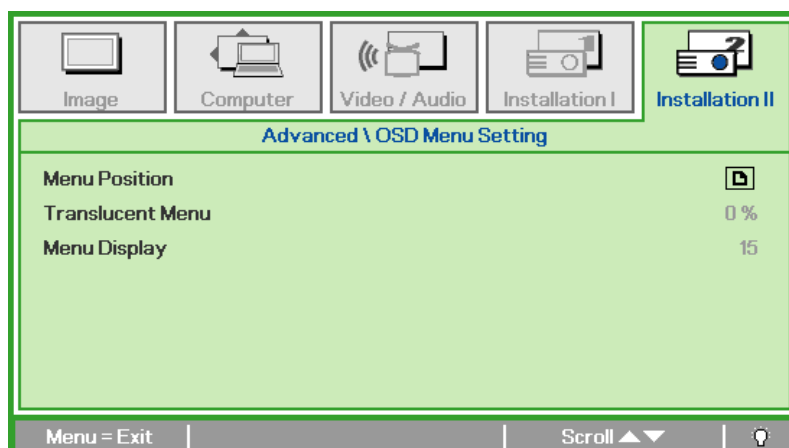 Image Computer Video / Audio Installation I Installation II
Advanced \ OSD Menu Setting
Menu Position
Translucent Menu 0 %
Menu Display 15
Menu = Exit Scroll ▲▼